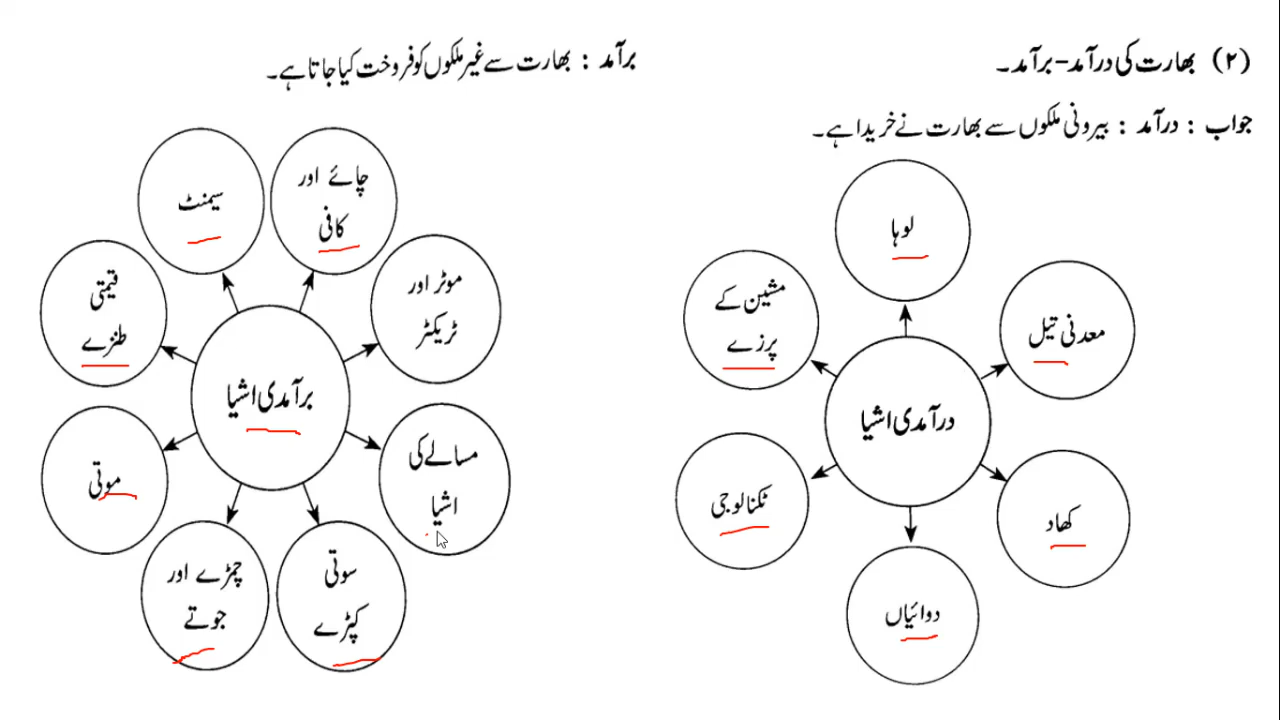 (۲) بھارت کی درآمد-برآمد۔
جواب : درآمد : بیرونی ملکوں سے بھارت نے خریدا ہے۔
درآمدی اشیا
لوہا
معدنی تیل
کھاد
دوائیاں
ٹکنالوجی
مشین کے
پرزے
برآمد : بھارت سے غیر ملکوں کو فروخت کیا جاتا ہے۔
برآمدی اشیا
چائے اور
کافی
موٹر اور
ٹریکٹر
مسالے کی
اشیا
سوتی
کپڑے
چمڑے اور
جوتے
موتی
قیمتی
طنزے
سیمنٹ